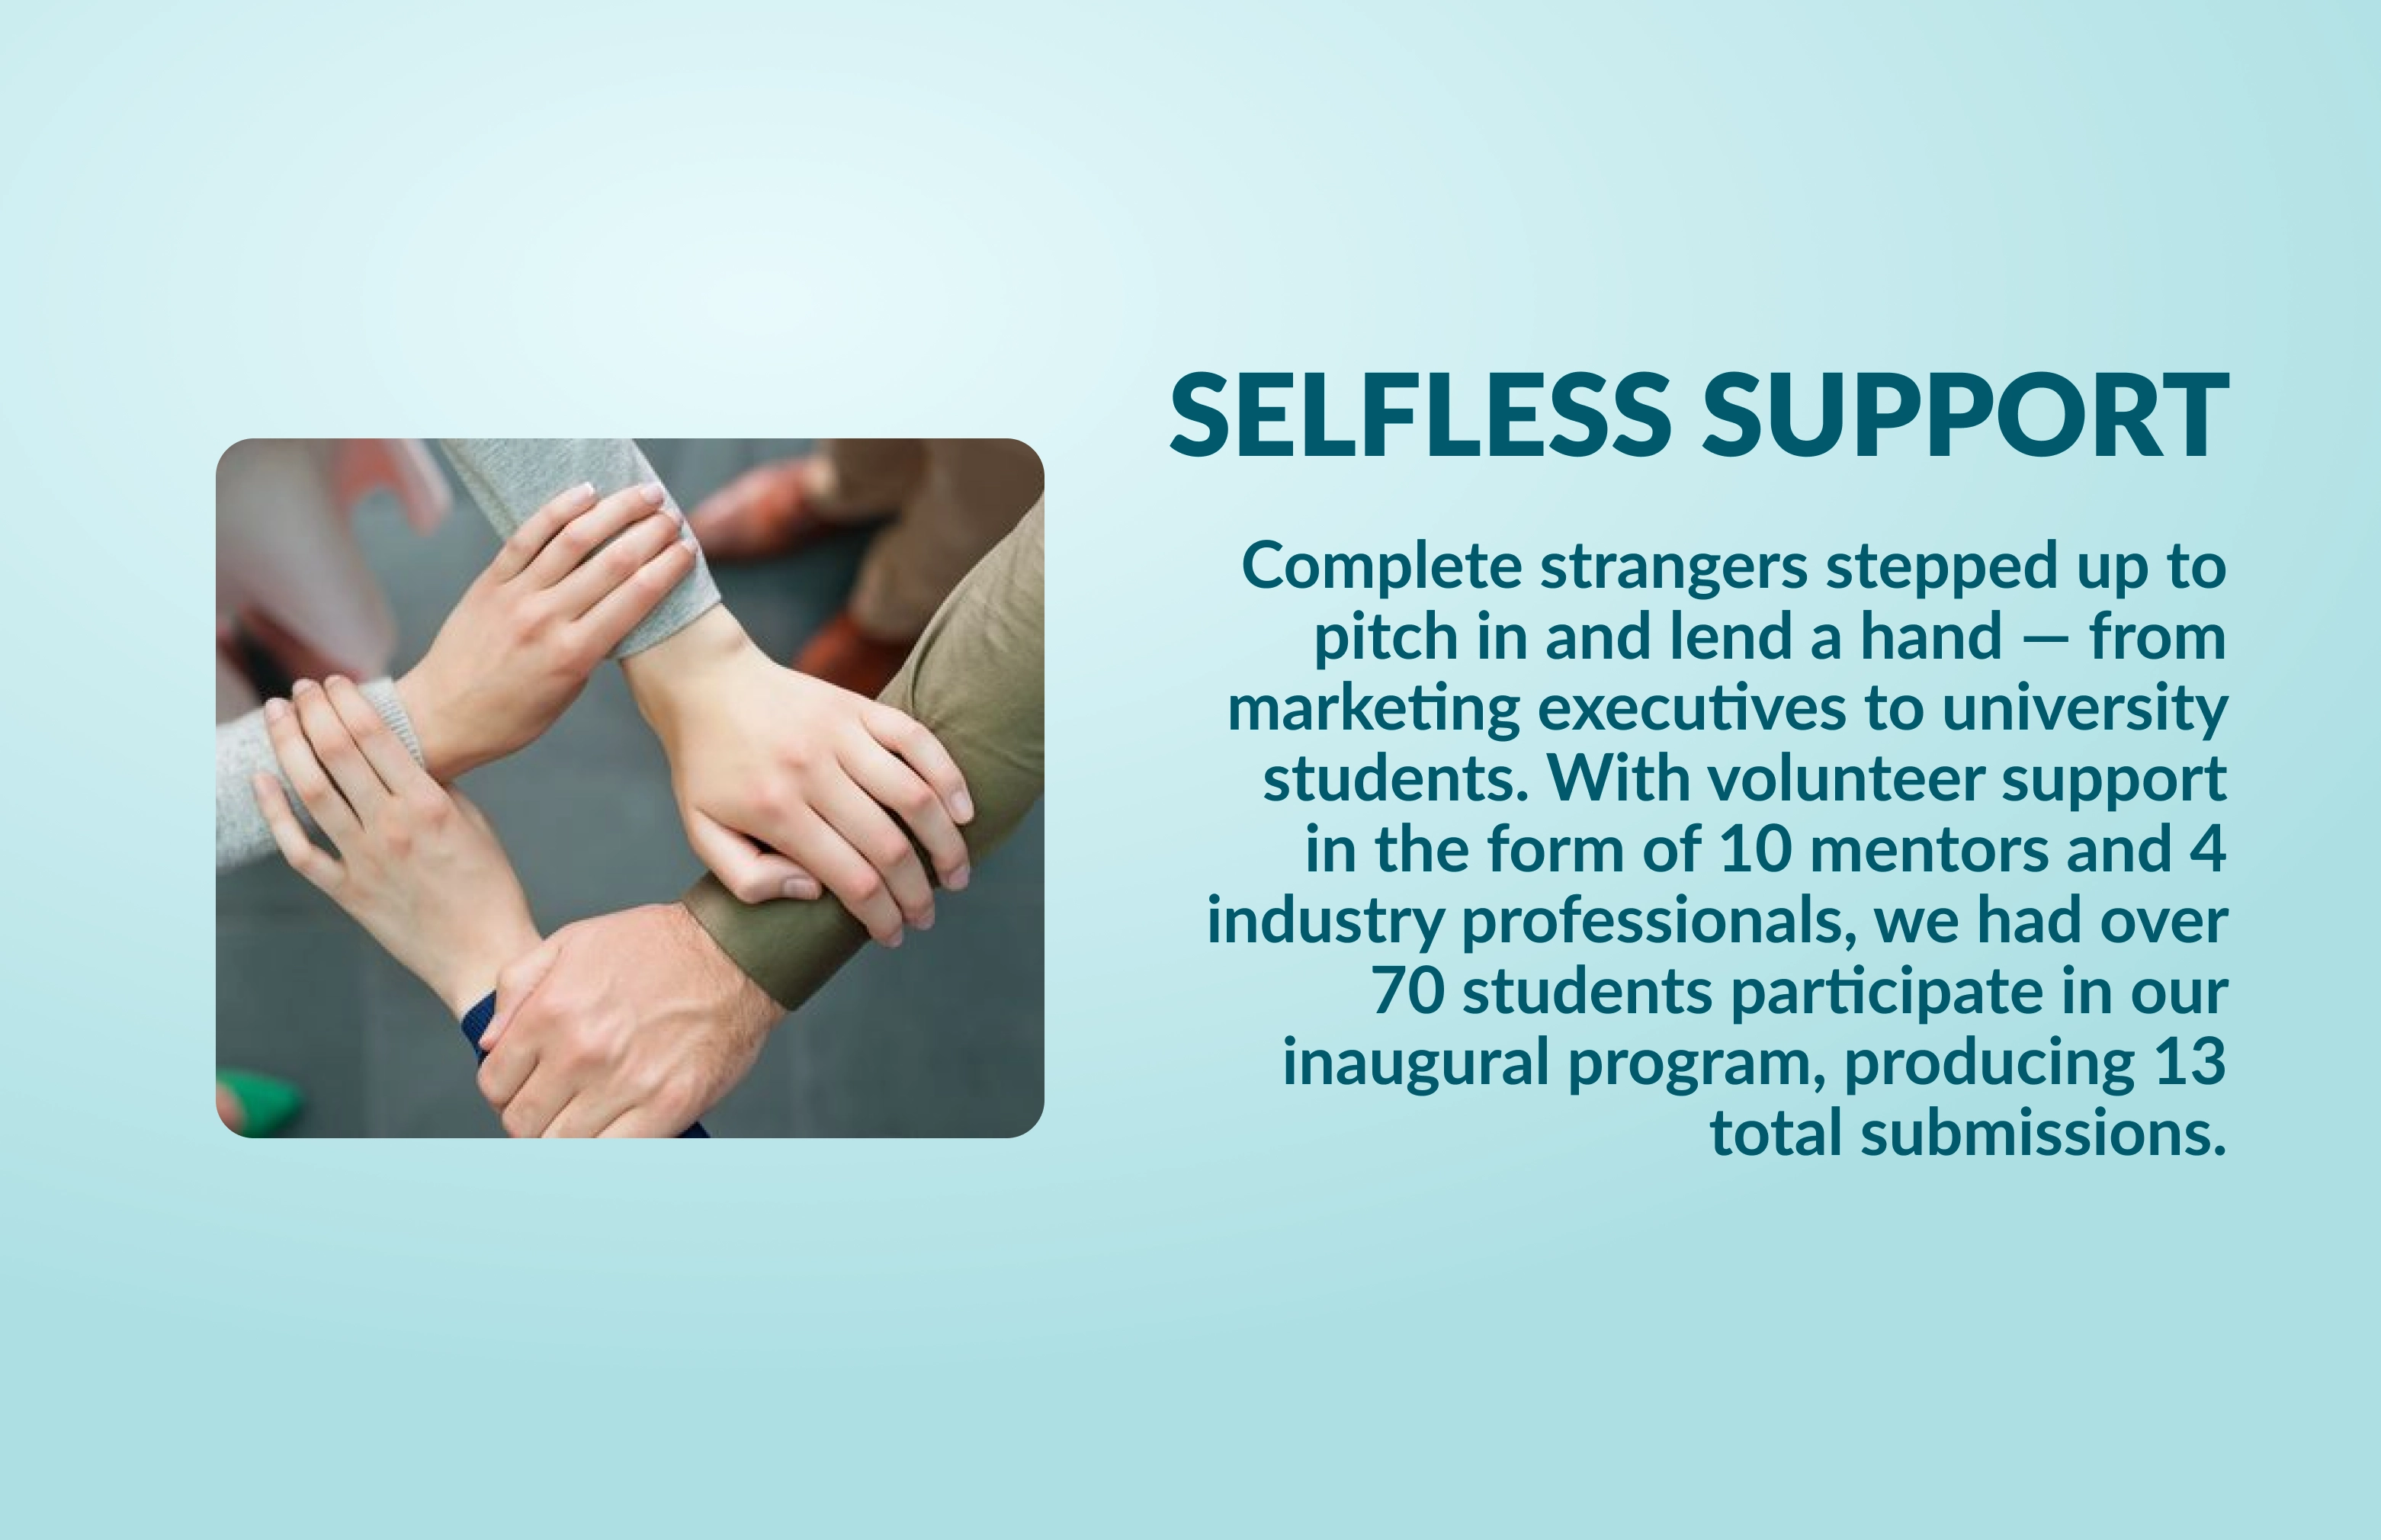 SELFLESS SUPPORT
Complete strangers stepped up to
pitch in and lend a hand — from
marketing executives to university
students. With volunteer support
in the form of 10 mentors and 4
industry professionals, we had over
70 students participate in our
inaugural program, producing 13
total submissions.